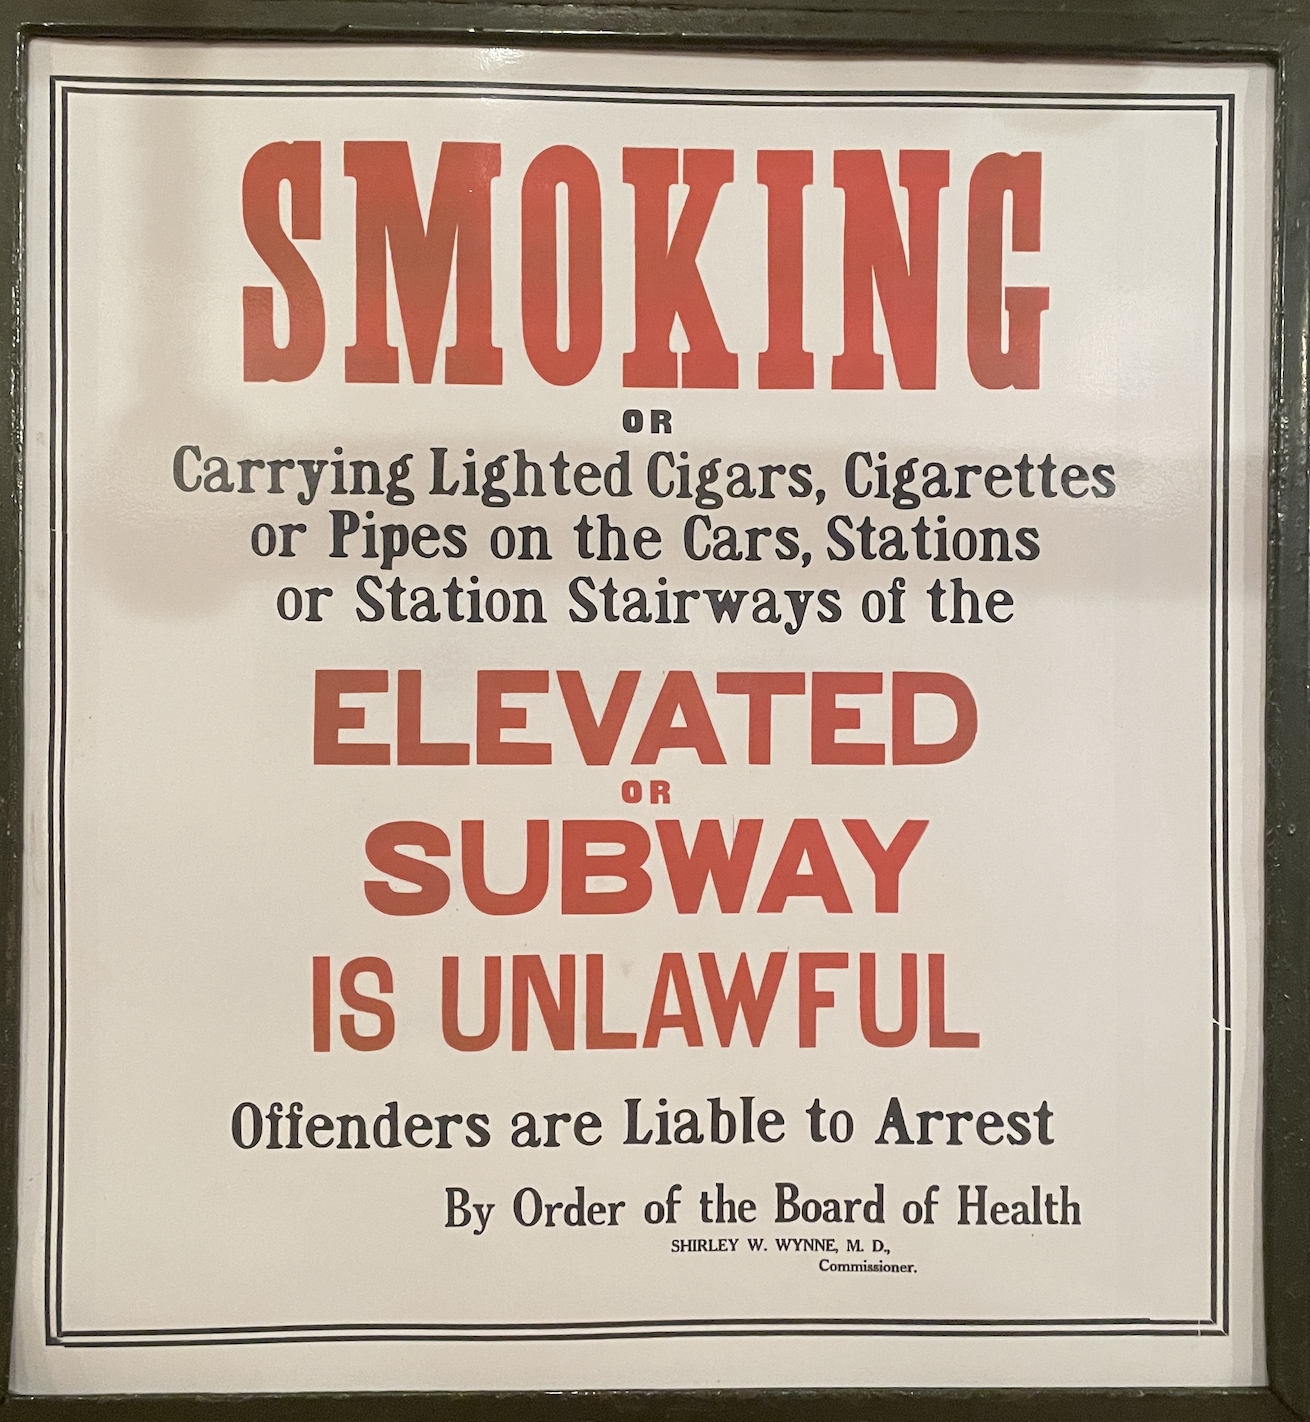 SMOKING
OR
Carrying Lighted Cigars, Cigarettes
or Pipes on the Cars, Stations
or Station Stairways of the
ELEVATED
OR
SUBWAY
IS UNLAWFUL
Offenders are Liable to Arrest
By Order of the Board of Health
SHIRLEY W. WYNNE, M. D.,
Commissioner.